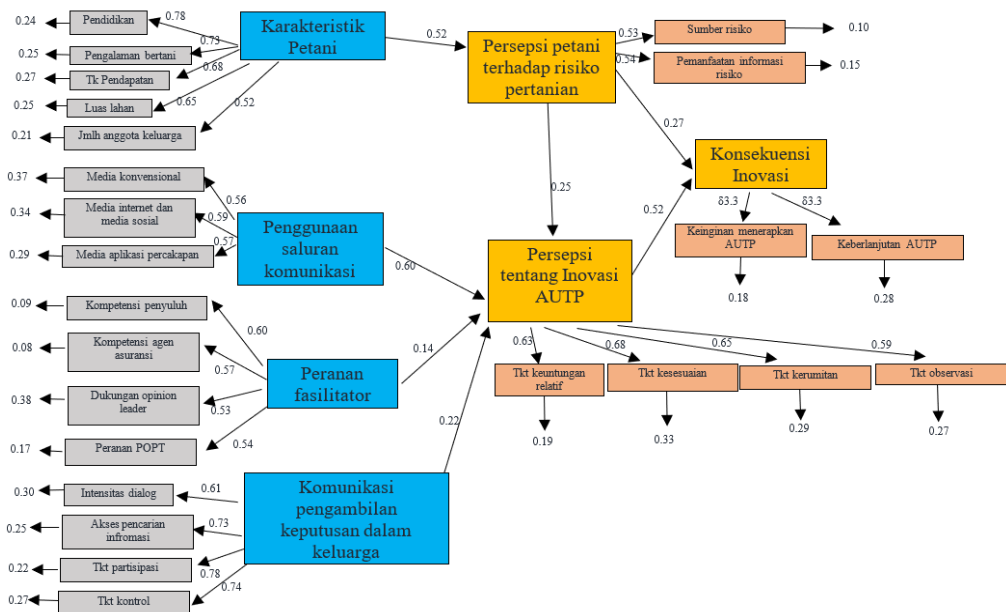 0.24
Pendidikan
0.78
0.25
Pengalaman bertani
0.73
0.27
Tk Pendapatan
0.68
0.25
Luas lahan
0.65
0.21
Jmlh anggota keluarga
0.52
Karakteristik
Petani
0.52
Persepsi petani
terhadap risiko
pertanian
0.53
Sumber risiko
0.10
0.54
Pemanfaatan informasi
risiko
0.15
0.27
0.25
Konsekuensi
Inovasi
0.52
δ3.3
δ3.3
Keinginan menerapkan
AUTP
Keberlanjutan AUTP
0.18
0.28
0.37
Media konvensional
0.56
0.34
Media internet dan
media sosial
0.59
0.29
Media aplikasi percakapan
0.57
Penggunaan
saluran
komunikasi
0.60
Persepsi
tentang Inovasi
AUTP
0.63
0.68
0.65
0.59
Tkt keuntungan
relatif
Tkt kesesuaian
Tkt kerumitan
Tkt observasi
0.19
0.33
0.29
0.27
0.09
Kompetensi penyuluh
0.60
0.08
Kompetensi agen
asuransi
0.57
0.38
Dukungan opinion
leader
0.53
0.17
Peranan POPT
0.54
Peranan
fasilitator
0.14
0.22
0.30
Intensitas dialog
0.61
0.25
Akses pencarian
infromasi
0.73
0.22
Tkt partisipasi
0.78
0.27
Tkt kontrol
0.74
Komunikasi
pengambilan
keputusan dalam
keluarga